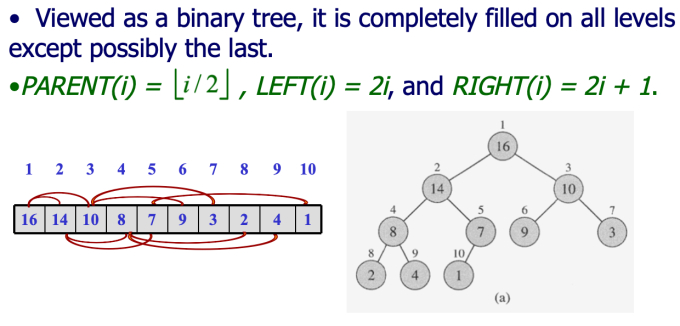 • Viewed as a binary tree, it is completely filled on all levels
except possibly the last.
•PARENT(i) = ⌊i/2⌋ , LEFT(i) = 2i, and RIGHT(i) = 2i + 1.
1 2 3 4 5 6 7 8 9 10
16 14 10 8 7 9 3 2 4 1
1
16
2 3
14 10
4 5 6 7
8 7 9 3
8 9 10
2 4 1
(a)